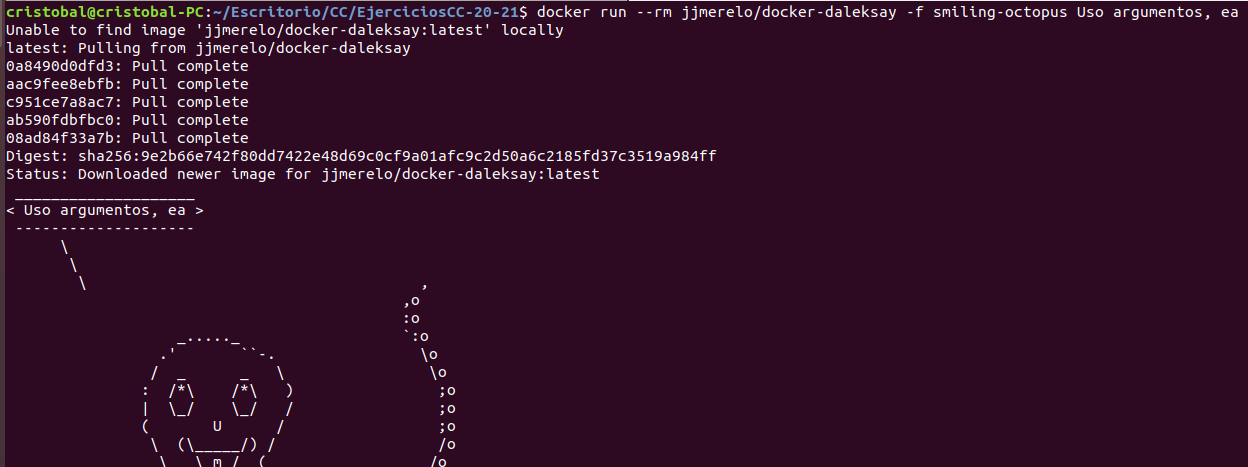 cristobal@cristobal-PC:~/Escritorio/CC/EjerciciosCC-20-21$ docker run --rm jjmerelo/docker-daleksay -f smiling-octopus Uso argumentos, ea
Unable to find image 'jjmerelo/docker-daleksay:latest' locally
latest: Pulling from jjmerelo/docker-daleksay
0a8490d0dfd3: Pull complete
aac9fee8ebfb: Pull complete
c951ce7a8ac7: Pull complete
ab590fdbfbc0: Pull complete
08ad84f33a7b: Pull complete
Digest: sha256:9e2b66e742f80dd7422e48d69c0cf9a01afc9c2d50a6c2185fd37c3519a984ff
Status: Downloaded newer image for jjmerelo/docker-daleksay:latest
 ____________________
< Uso argumentos, ea >
 --------------------
      \
       \
        \                                     ,
                                            ,o
                                            :o
                   _....._                  `:o
                 .'       ``-.                \o
                /  _      _   \                \o
               :  /*\    /*\   )                ;o
               |  \_/    \_/   /                ;o
               (       U      /                 ;o
                \  (\_____/) /                  /o
                 \   \_m_/  (                  /o